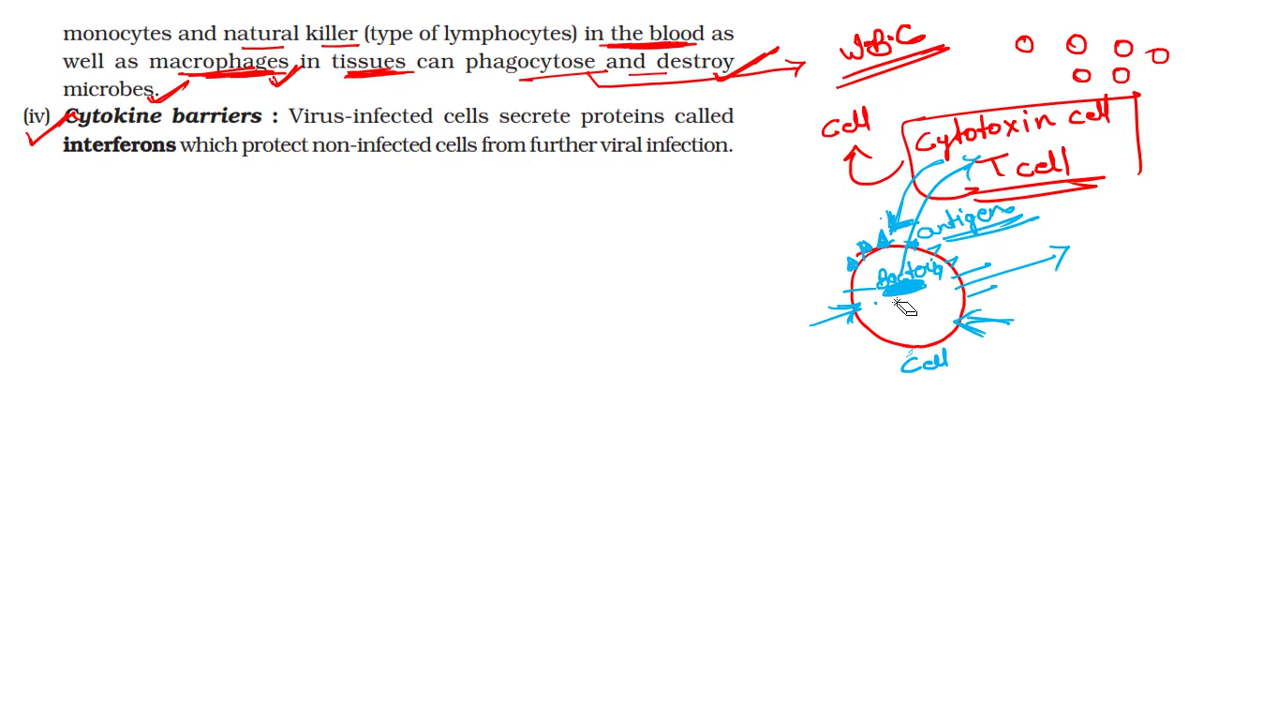 monocytes and natural killer (type of lymphocytes) in the blood as
well as macrophages in tissues can phagocytose and destroy
microbes.
(iv) Cytokine barriers : Virus-infected cells secrete proteins called
interferons which protect non-infected cells from further viral infection.
W.B.C
Cell
Cytotoxin cell
T cell
antigens
Bacteria
Cell